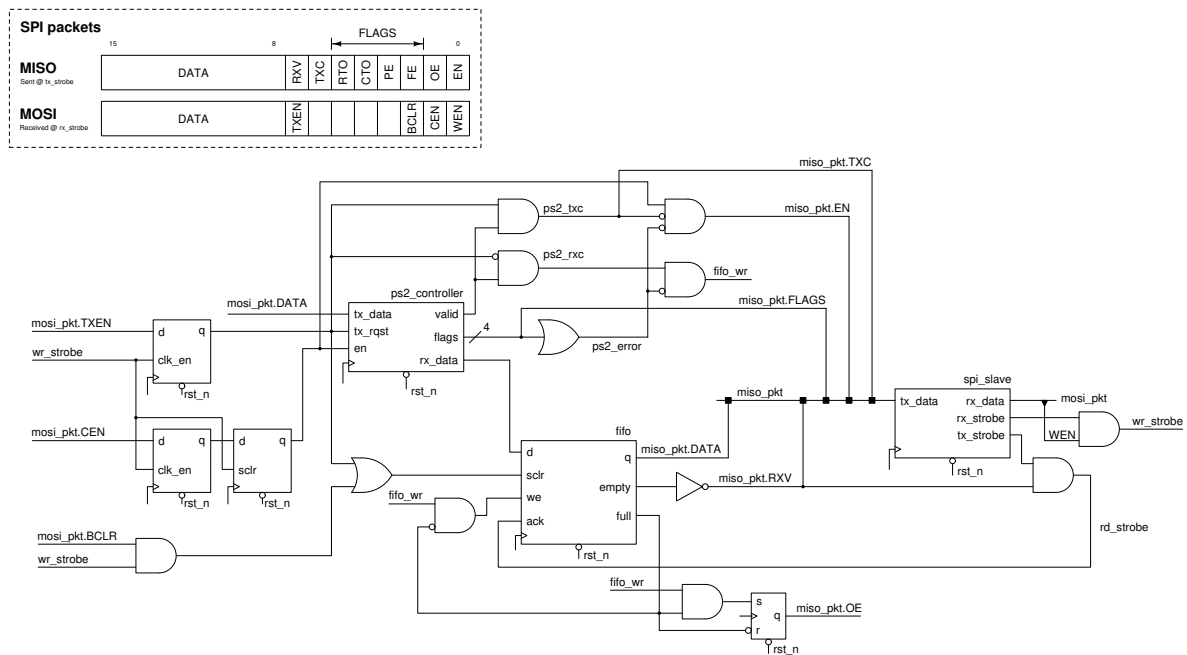 SPI packets
FLAGS
15 8 0
MISO
Sent @ tx_strobe
DATA RXV TXC RTO CTO PE FE OE EN
MOSI
Received @ rx_strobe
DATA TXEN BCLR CEN WEN
miso_pkt.TXC
ps2_txc
miso_pkt.EN
ps2_rxc
fifo_wr
miso_pkt.FLAGS
ps2_controller
mosi_pkt.DATA
tx_data valid
tx_rqst flags 4
en rx_data
rst_n
ps2_error
mosi_pkt.TXEN
d q
wr_strobe
clk_en
rst_n
mosi_pkt.CEN
d q
clk_en
rst_n
d q
sclr
rst_n
mosi_pkt.BCLR
wr_strobe
fifo_wr
fifo
d q
sclr
we empty
ack full
rst_n
miso_pkt.DATA
miso_pkt.RXV
miso_pkt
spi_slave
tx_data rx_data
rx_strobe
tx_strobe
rst_n
mosi_pkt
WEN
wr_strobe
rd_strobe
fifo_wr
s
q
r
miso_pkt.OE
rst_n